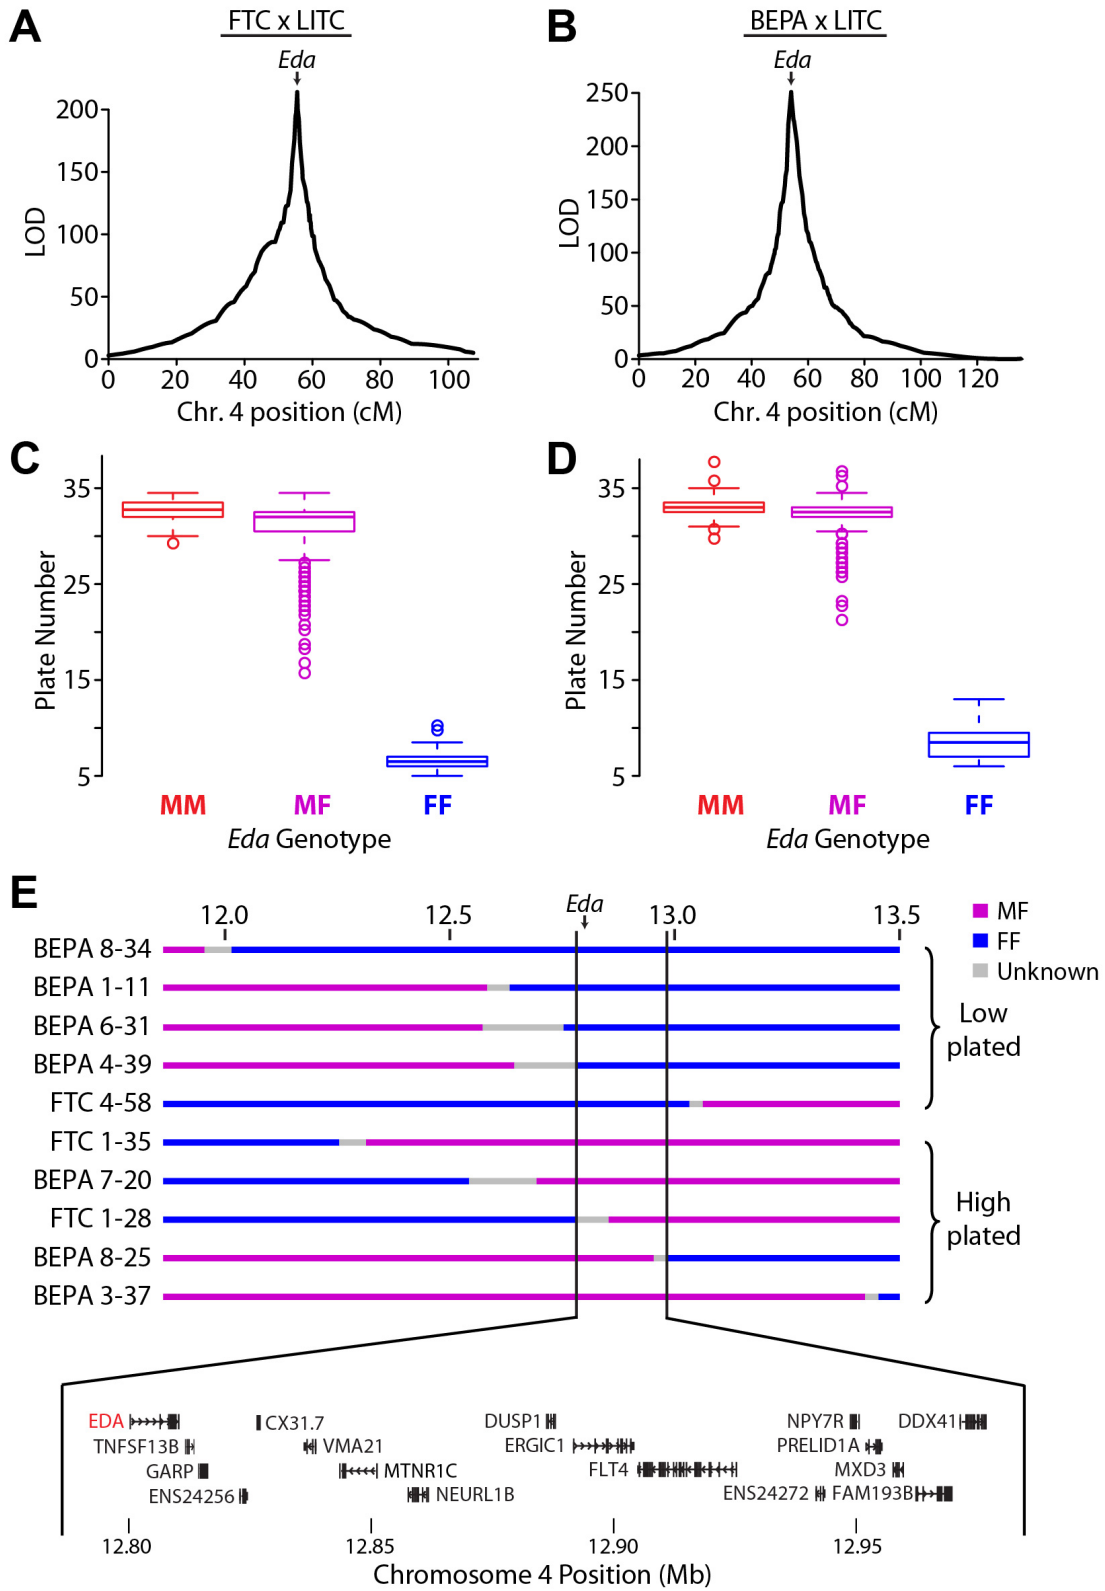 A
FTC x LITC
Eda
200
150
100
50
0
LOD
0 20 40 60 80 100
Chr. 4 position (cM)
B
BEPA x LITC
Eda
250
200
150
100
50
0
LOD
0 20 40 60 80 100 120
Chr. 4 position (cM)
C
35
25
15
5
Plate Number
MM MF FF
Eda Genotype
D
35
25
15
5
Plate Number
MM MF FF
Eda Genotype
E
Eda
12.0 12.5 13.0 13.5
MF
FF
Unknown
BEPA 8-34
BEPA 1-11
BEPA 6-31
BEPA 4-39
FTC 4-58
FTC 1-35
BEPA 7-20
FTC 1-28
BEPA 8-25
BEPA 3-37
Low
plated
High
plated
EDA CX31.7 DUSP1 NPY7R DDX41
TNFSF13B VMA21 ERGIC1 PRELID1A
GARP MTNR1C FLT4 MXD3
ENS24256 NEURL1B ENS24272 FAM193B
12.80 12.85 12.90 12.95
Chromosome 4 Position (Mb)